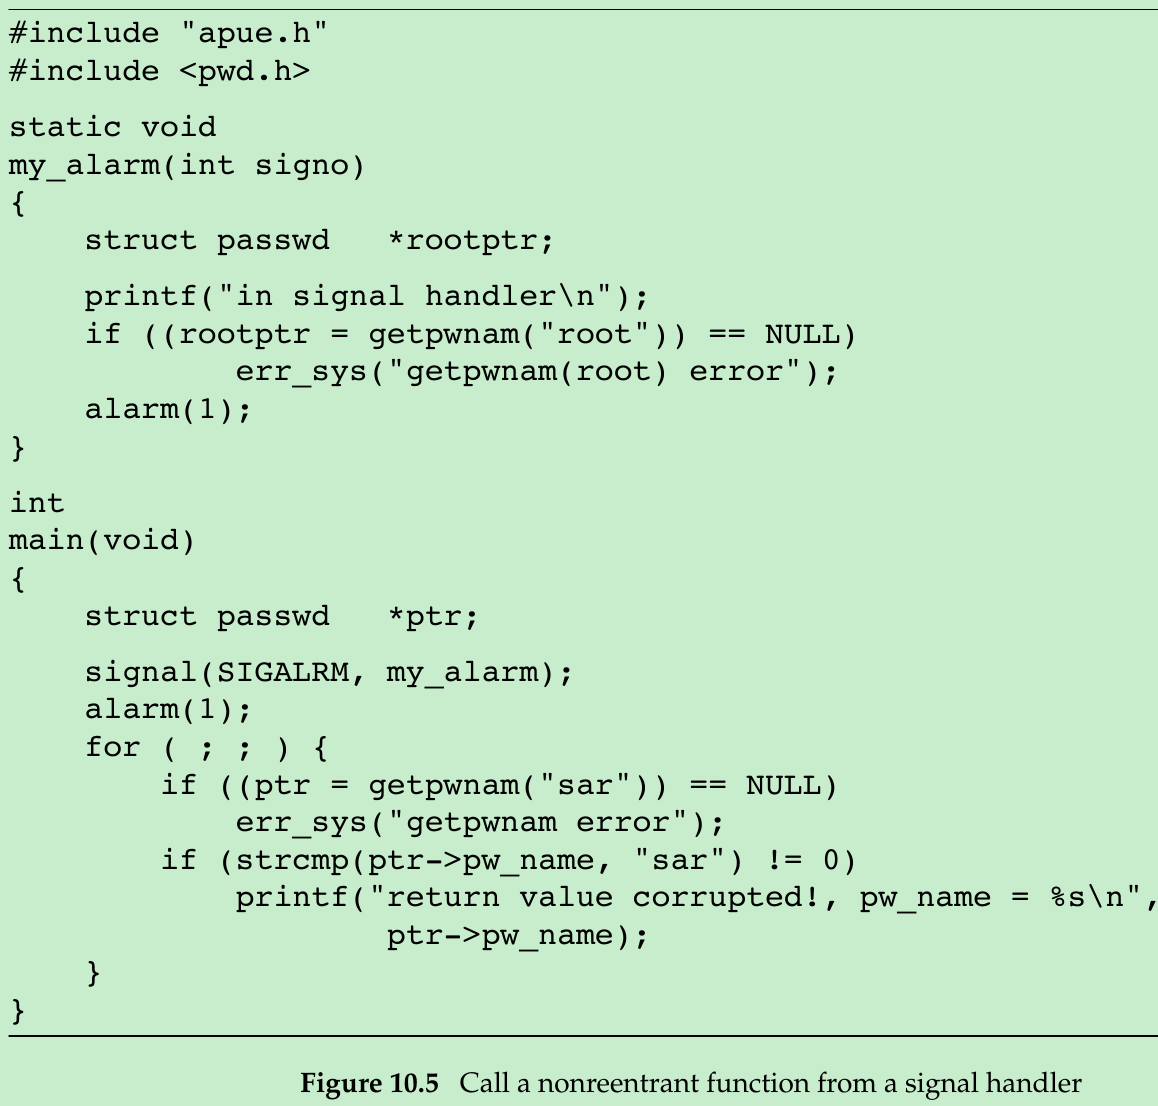 #include "apue.h"
#include <pwd.h>
static void
my_alarm(int signo)
{
    struct passwd   *rootptr;
    printf("in signal handler\n");
    if ((rootptr = getpwnam("root")) == NULL)
            err_sys("getpwnam(root) error");
    alarm(1);
}
int
main(void)
{
    struct passwd   *ptr;
    signal(SIGALRM, my_alarm);
    alarm(1);
    for ( ; ; ) {
        if ((ptr = getpwnam("sar")) == NULL)
            err_sys("getpwnam error");
        if (strcmp(ptr->pw_name, "sar") != 0)
            printf("return value corrupted!, pw_name = %s\n",
                    ptr->pw_name);
    }
}
Figure 10.5 Call a nonreentrant function from a signal handler